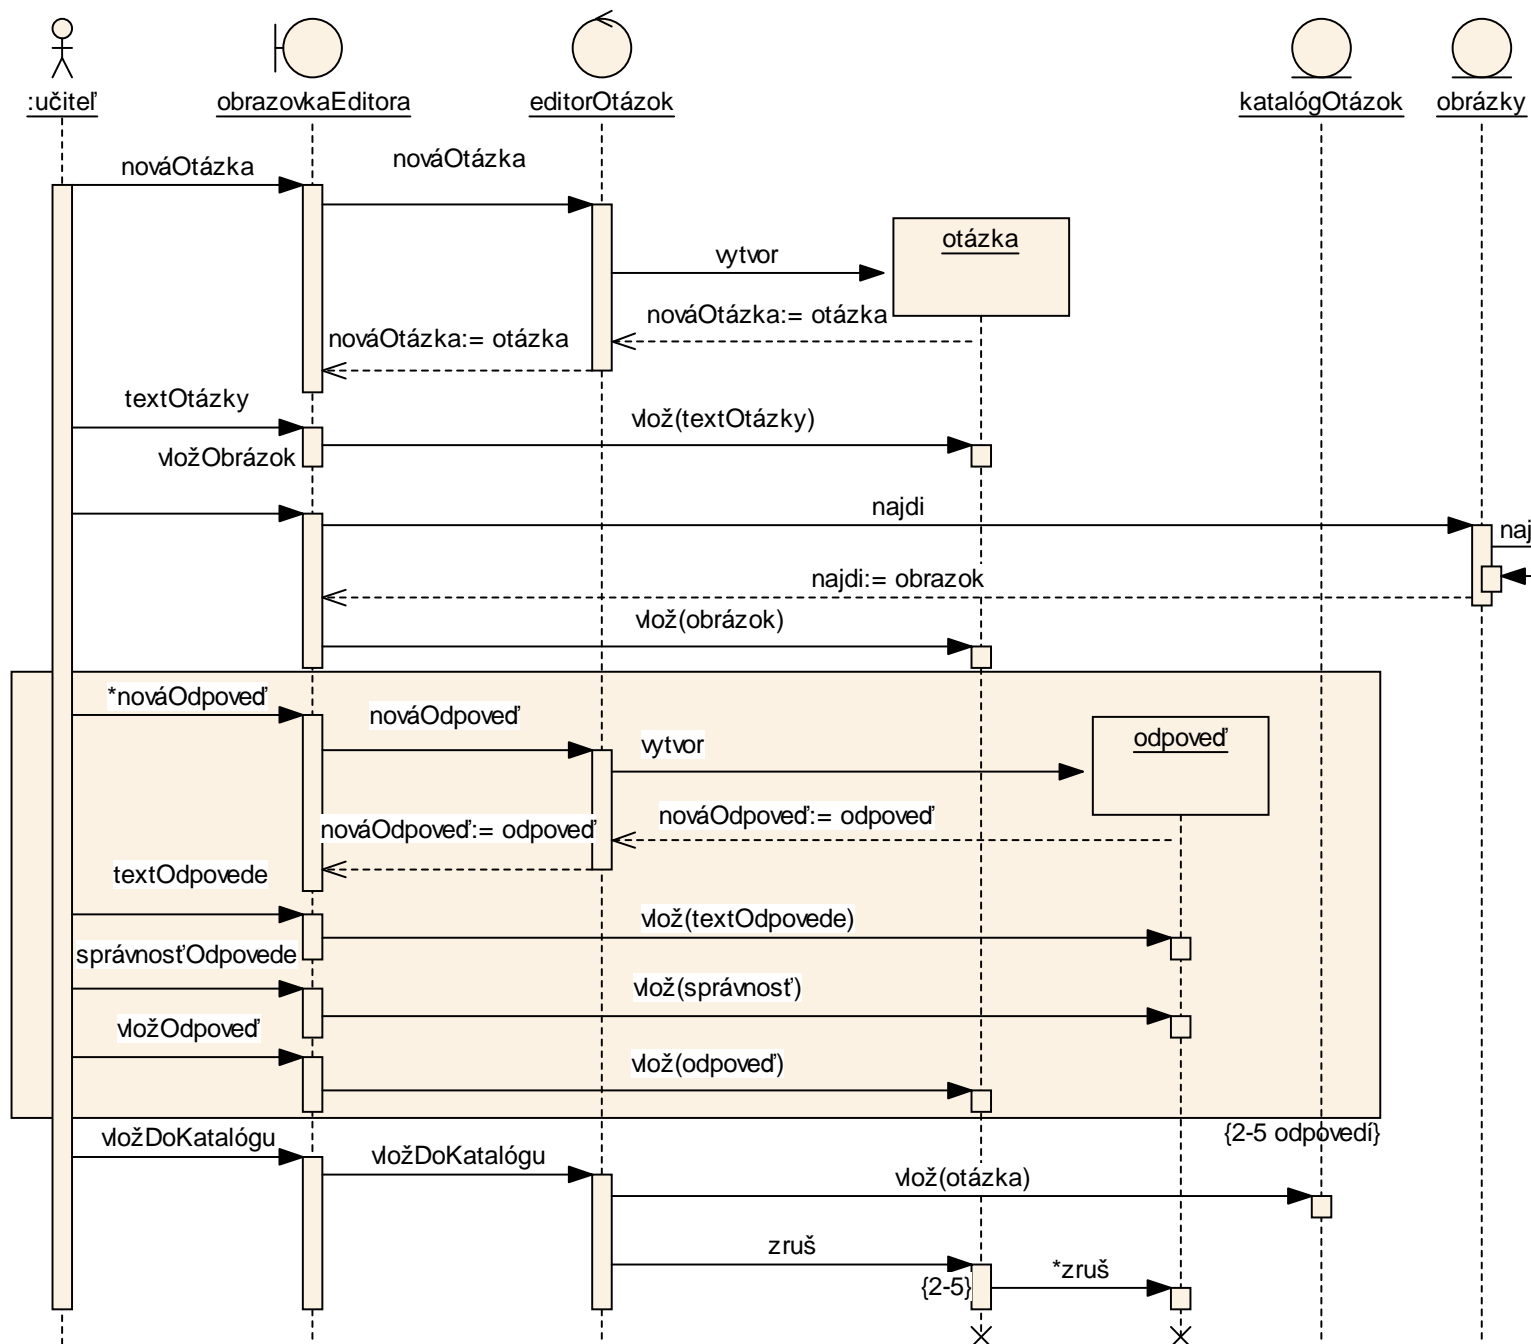 :učiteľ
obrazovkaEditora
editorOtázok
katalógOtázok
obrázky
nováOtázka
nováOtázka
otázka
vytvor
nováOtázka:= otázka
nováOtázka:= otázka
textOtázky
vlož(textOtázky)
vložObrázok
najdi
naj
najdi:= obrazok
vlož(obrázok)
*nováOdpoveď
nováOdpoveď
vytvor
odpoveď
nováOdpoveď:= odpoveď
nováOdpoveď:= odpoveď
textOdpovede
vlož(textOdpovede)
správnosťOdpovede
vlož(správnosť)
vložOdpoveď
vlož(odpoveď)
{2-5 odpovedí}
vložDoKatalógu
vložDoKatalógu
vlož(otázka)
zruš
*zruš
{2-5}